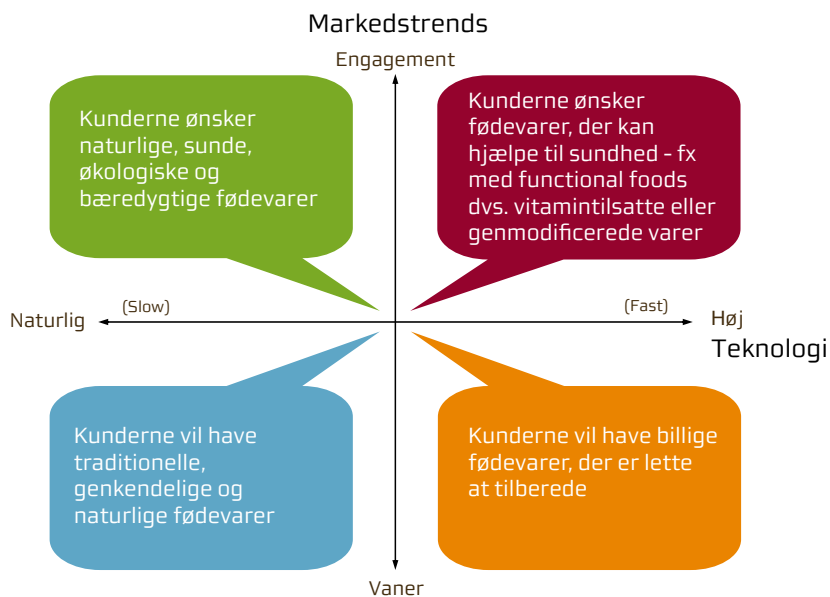 Markedstrends
Engagement
Kunderne ønsker
naturlige, sunde,
økologiske og
bæredygtige fødevarer
Kunderne ønsker
fødevarer, der kan
hjælpe til sundhed - fx
med functional foods
dvs. vitamintilsatte eller
genmodificerede varer
Naturlig
(Slow)
(Fast)
Høj
Teknologi
Kunderne vil have
traditionelle,
genkendelige og
naturlige fødevarer
Kunderne vil have billige
fødevarer, der er lette
at tilberede
Vaner